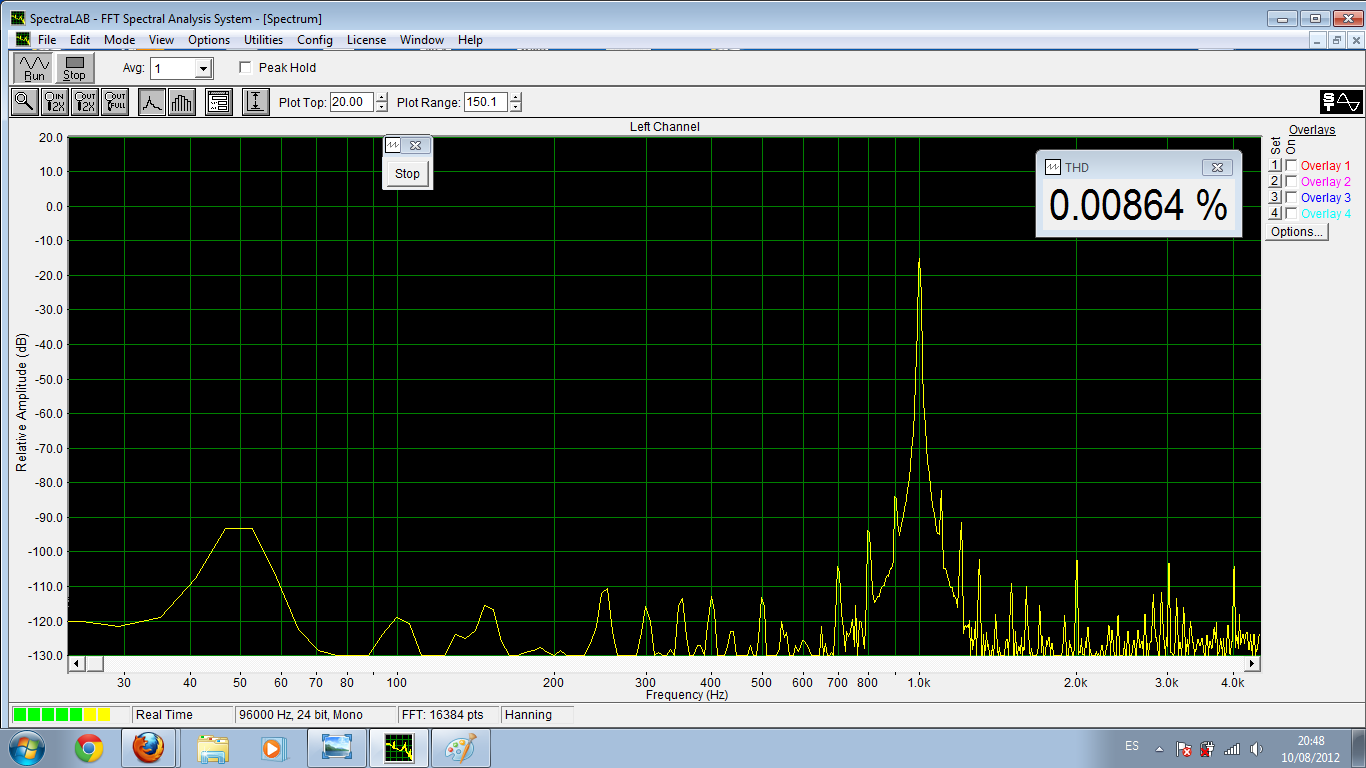 SpectraLAB - FFT Spectral Analysis System - [Spectrum]
File Edit Mode View Options Utilities Config License Window Help
Run Stop Avg: 1 Peak Hold
IN 2X OUT 2X OUT FULL Plot Top: 20.00 Plot Range: 150.1
Left Channel
Overlays
Set On
1 Overlay 1
2 Overlay 2
3 Overlay 3
4 Overlay 4
Options...
Stop
THD
0.00864 %
Relative Amplitude (dB)
20.0
10.0
0.0
-10.0
-20.0
-30.0
-40.0
-50.0
-60.0
-70.0
-80.0
-90.0
-100.0
-110.0
-120.0
-130.0
30 40 50 60 70 80 100 200 300 400 500 600 700 800 1.0k 2.0k 3.0k 4.0k
Frequency (Hz)
Real Time 96000 Hz, 24 bit, Mono FFT: 16384 pts Hanning
ES
20:48
10/08/2012